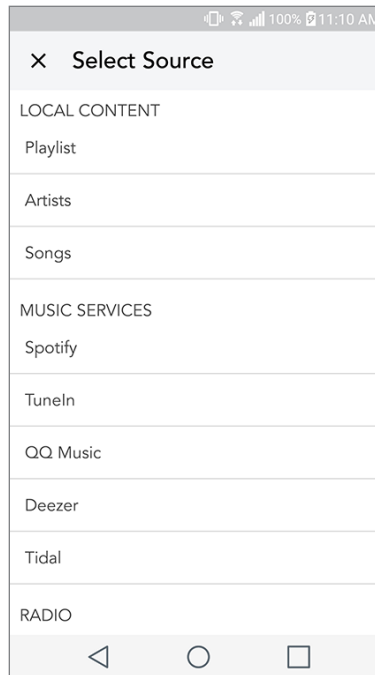 100% 11:10 AM
Select Source
LOCAL CONTENT
Playlist
Artists
Songs
MUSIC SERVICES
Spotify
TuneIn
QQ Music
Deezer
Tidal
RADIO